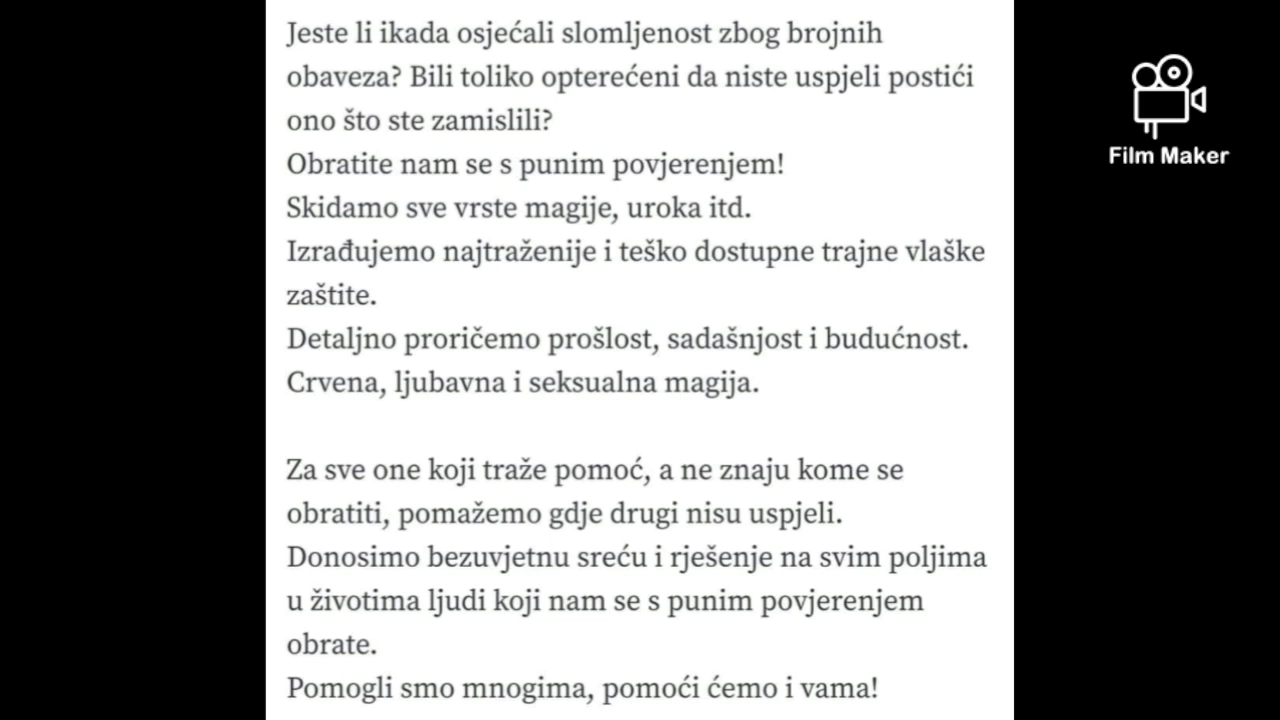 Jeste li ikada osjećali slomljenost zbog brojnih
obaveza? Bili toliko opterećeni da niste uspjeli postići
ono što ste zamislili?
Obratite nam se s punim povjerenjem!
Skidamo sve vrste magije, uroka itd.
Izrađujemo najtraženije i teško dostupne trajne vlaške
zaštite.
Detaljno proričemo prošlost, sadašnjost i budućnost.
Crvena, ljubavna i seksualna magija.
Za sve one koji traže pomoć, a ne znaju kome se
obratiti, pomažemo gdje drugi nisu uspjeli.
Donosimo bezuvjetnu sreću i rješenje na svim poljima
u životima ljudi koji nam se s punim povjerenjem
obrate.
Pomogli smo mnogima, pomoći ćemo i vama!
Film Maker